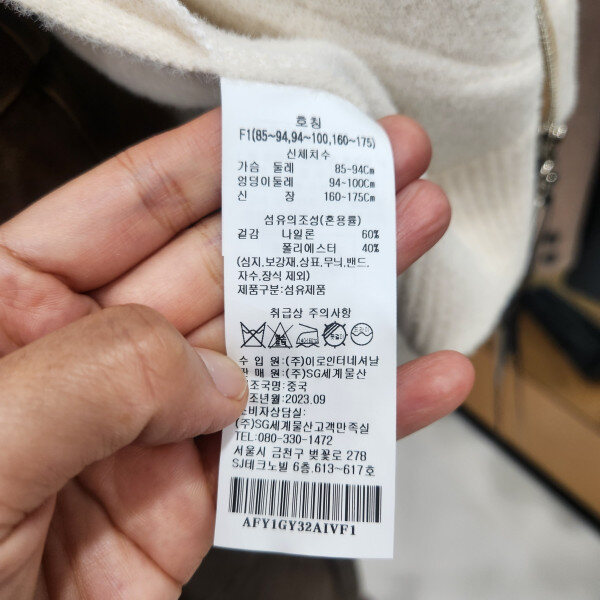 호칭
F1(85~94,94~100,160~175)
신체치수
가슴 둘레 85-94Cm
엉덩이둘레 94-100Cm
신 장 160-175Cm
섬유의조성(혼용률)
겉감 나일론 60%
폴리에스터 40%
(심지,보강재,상표,무늬,밴드,
자수,장식 제외)
제품구분:섬유제품
취급상 주의사항
수 입 원:(주)이로인터네셔날
판 매 원:(주)SG세계물산
조국명:중국
조년월:2023.09
비자상담실:
(주)SG세계물산고객만족실
TEL:080-330-1472
서울시 금천구 벚꽃로 278
SJ테크노빌 6층.613~617호
AFY1GY32AIVF1